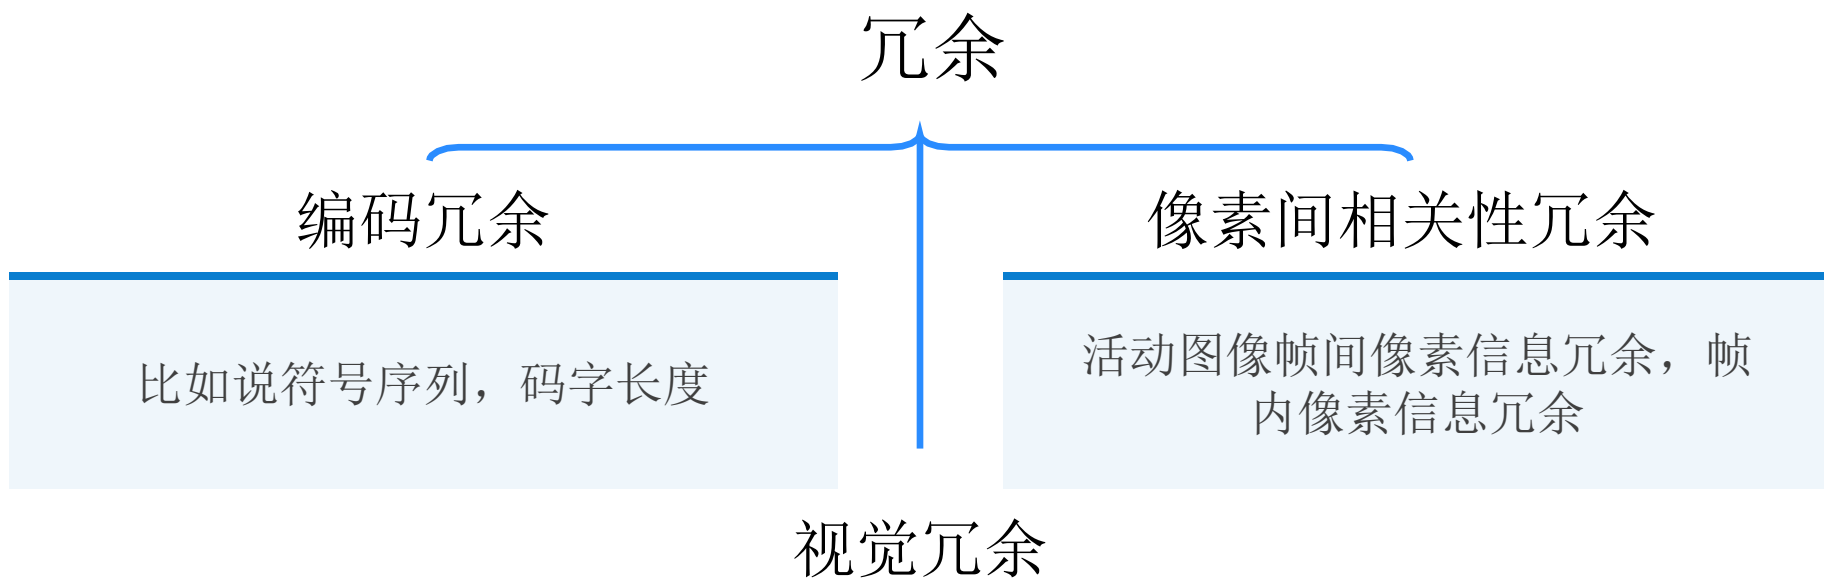 冗余
编码冗余
像素间相关性冗余
比如说符号序列，码字长度
活动图像帧间像素信息冗余，帧
内像素信息冗余
视觉冗余